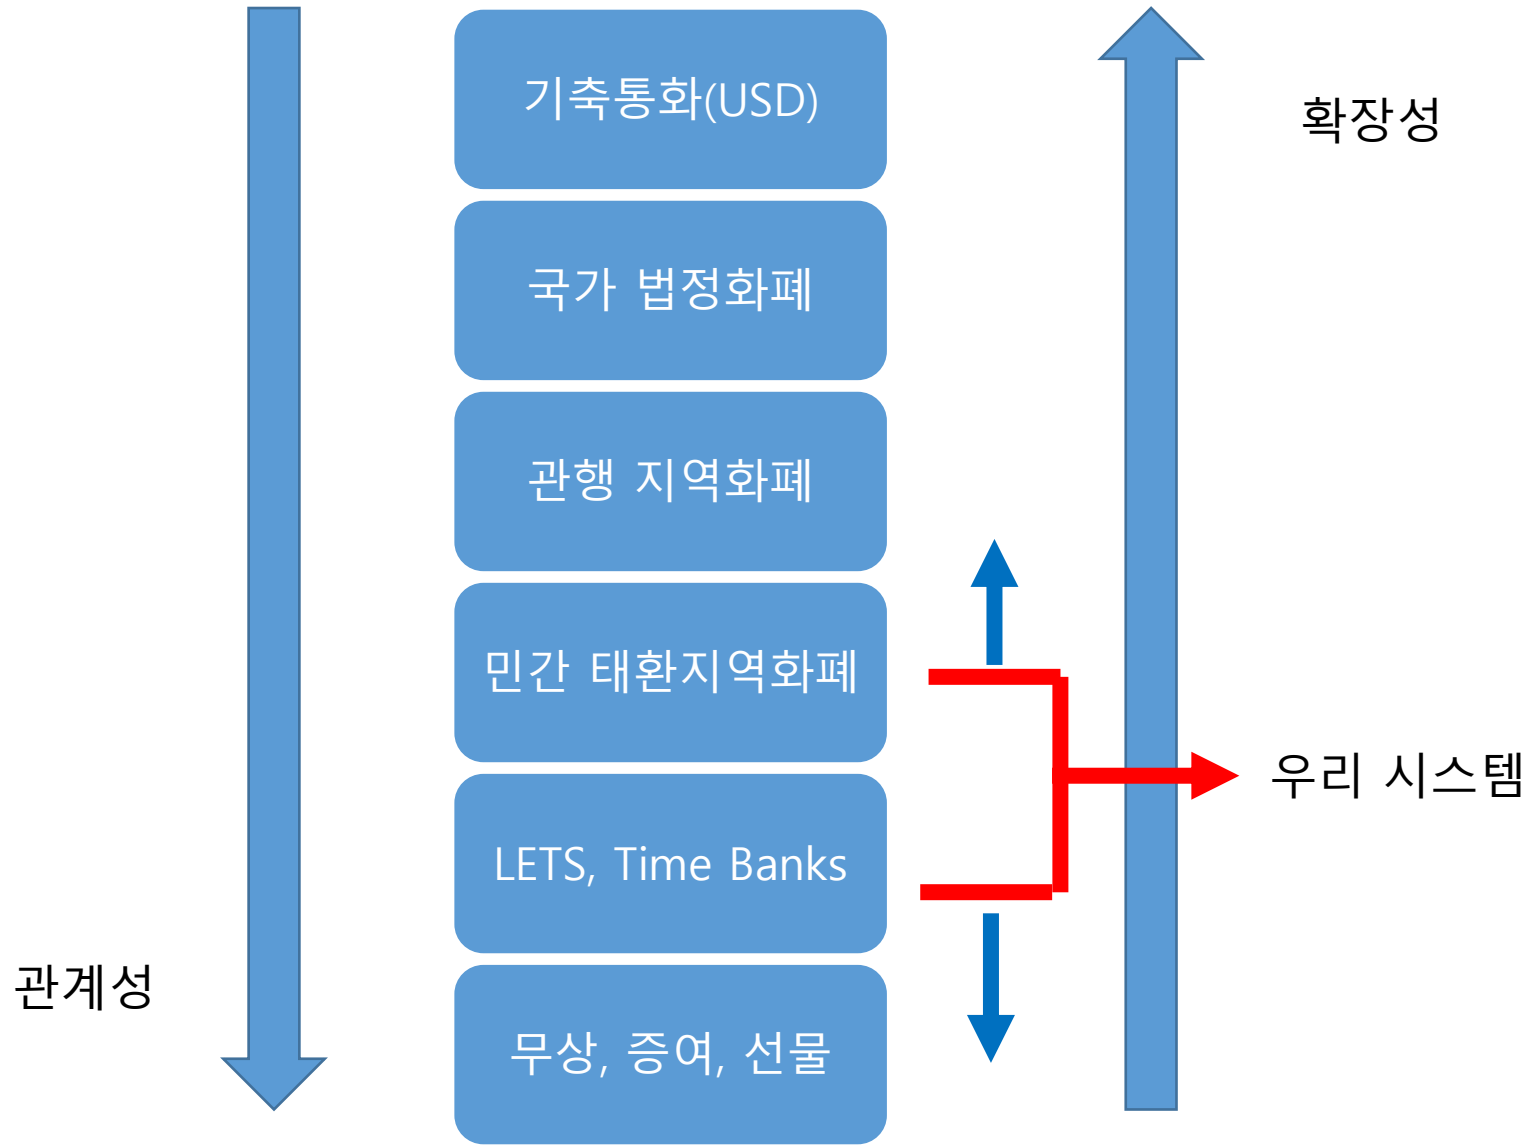 기축통화(USD)
확장성
국가 법정화폐
관행 지역화폐
민간 태환지역화폐
우리 시스템
LETS, Time Banks
관계성
무상, 증여, 선물